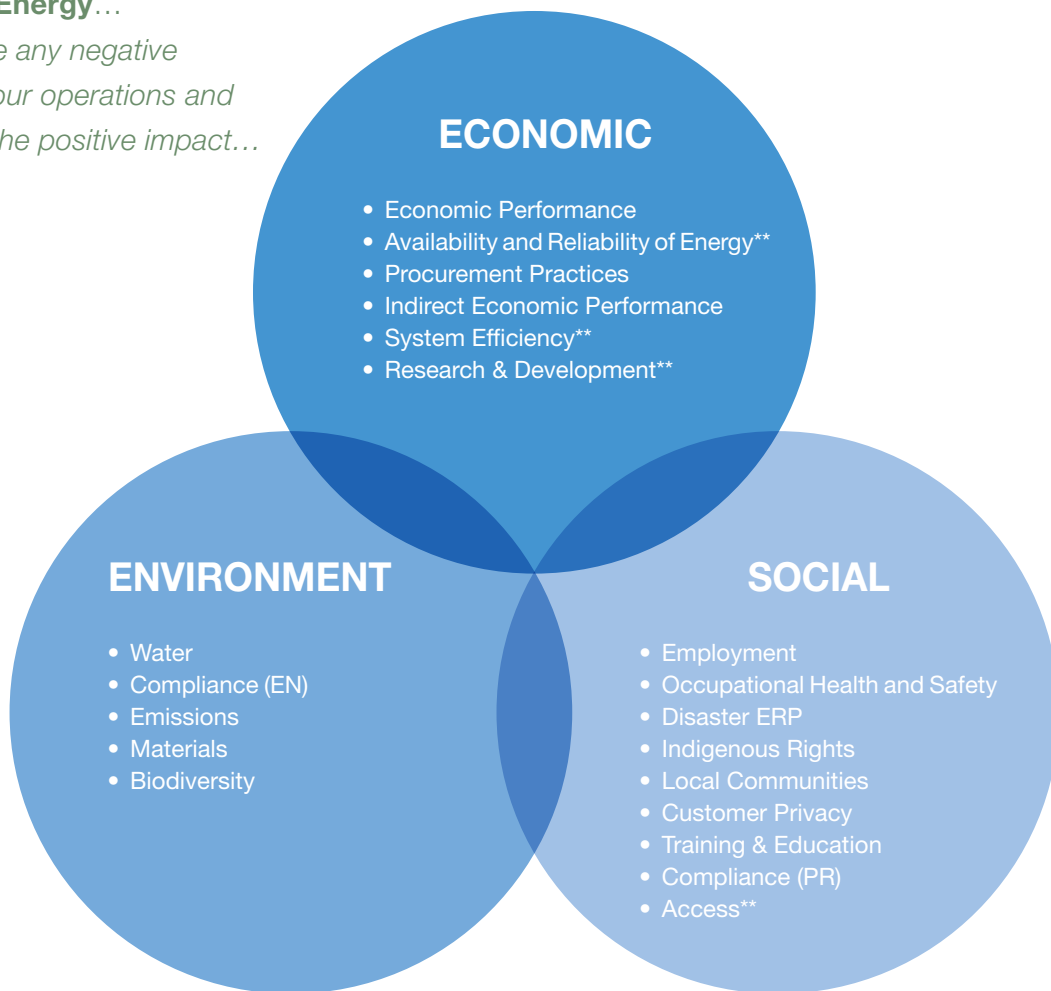 Energy…
any negative
our operations and
the positive impact…
ECONOMIC
• Economic Performance
• Availability and Reliability of Energy**
• Procurement Practices
• Indirect Economic Performance
• System Efficiency**
• Research & Development**
ENVIRONMENT
• Water
• Compliance (EN)
• Emissions
• Materials
• Biodiversity
SOCIAL
• Employment
• Occupational Health and Safety
• Disaster ERP
• Indigenous Rights
• Local Communities
• Customer Privacy
• Training & Education
• Compliance (PR)
• Access**